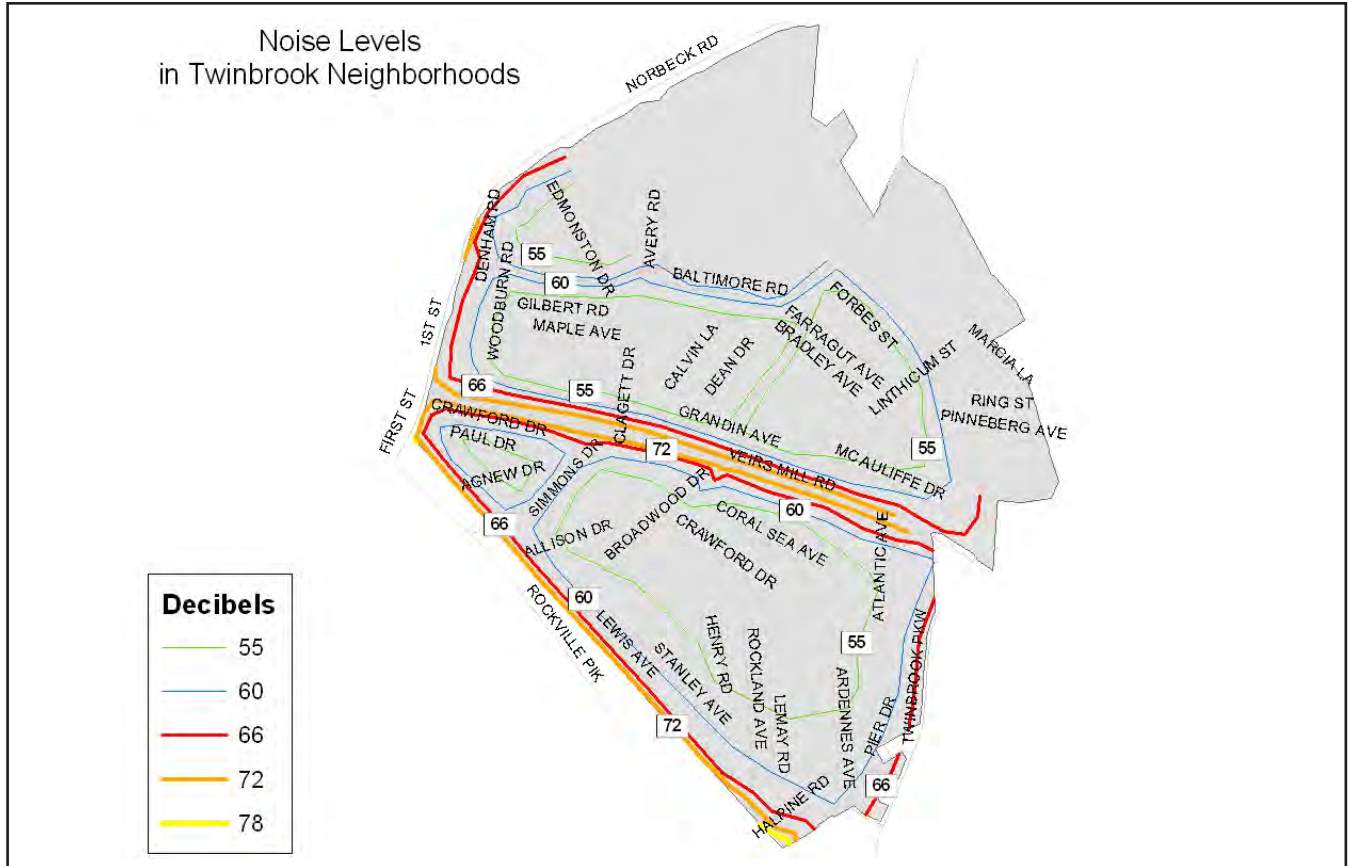 Noise Levels
in Twinbrook Neighborhoods
NORBECK RD
EDMONSTON DR
AVERY RD
DENHAM RD
55
WOODBURN RD
60
BALTIMORE RD
GILBERT RD
MAPLE AVE
FORBES ST
FARRAGUT AVE
BRADLEY AVE
1ST ST
CALVIN LA
DEAN DR
CLAGETT DR
LINTHICUM ST
MARCIA LA
RING ST
PINNEBERG AVE
66
55
GRANDIN AVE
FIRST ST
CRAWFORD DR
PAUL DR
AGNEW DR
SIMMONS DR
72
VEIRS MILL RD
MC AULIFFE DR
55
66
ALLISON DR
BROADWOOD DR
CORAL SEA AVE
60
CRAWFORD DR
ATLANTIC AVE
ROCKVILLE PIK
60
LEWIS AVE
STANLEY AVE
HENRY RD
ROCKLAND AVE
LEMAY RD
55
ARDENNES AVE
PIER DR
TWINBROOK PKW
72
66
HALPINE RD
Decibels
55
60
66
72
78